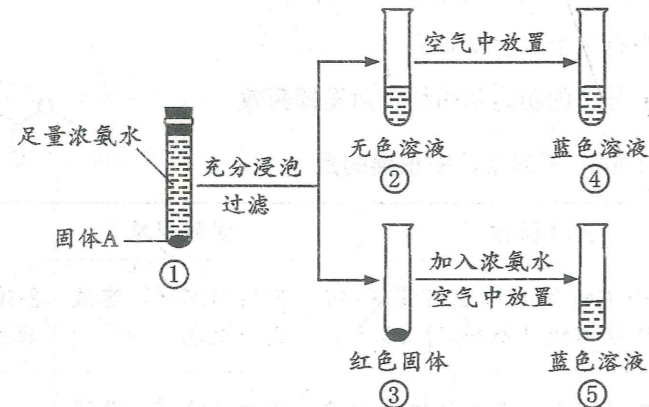 足量浓氨水
固体A
①
充分浸泡
过滤
无色溶液
②
空气中放置
蓝色溶液
④
红色固体
③
加入浓氨水
空气中放置
蓝色溶液
⑤